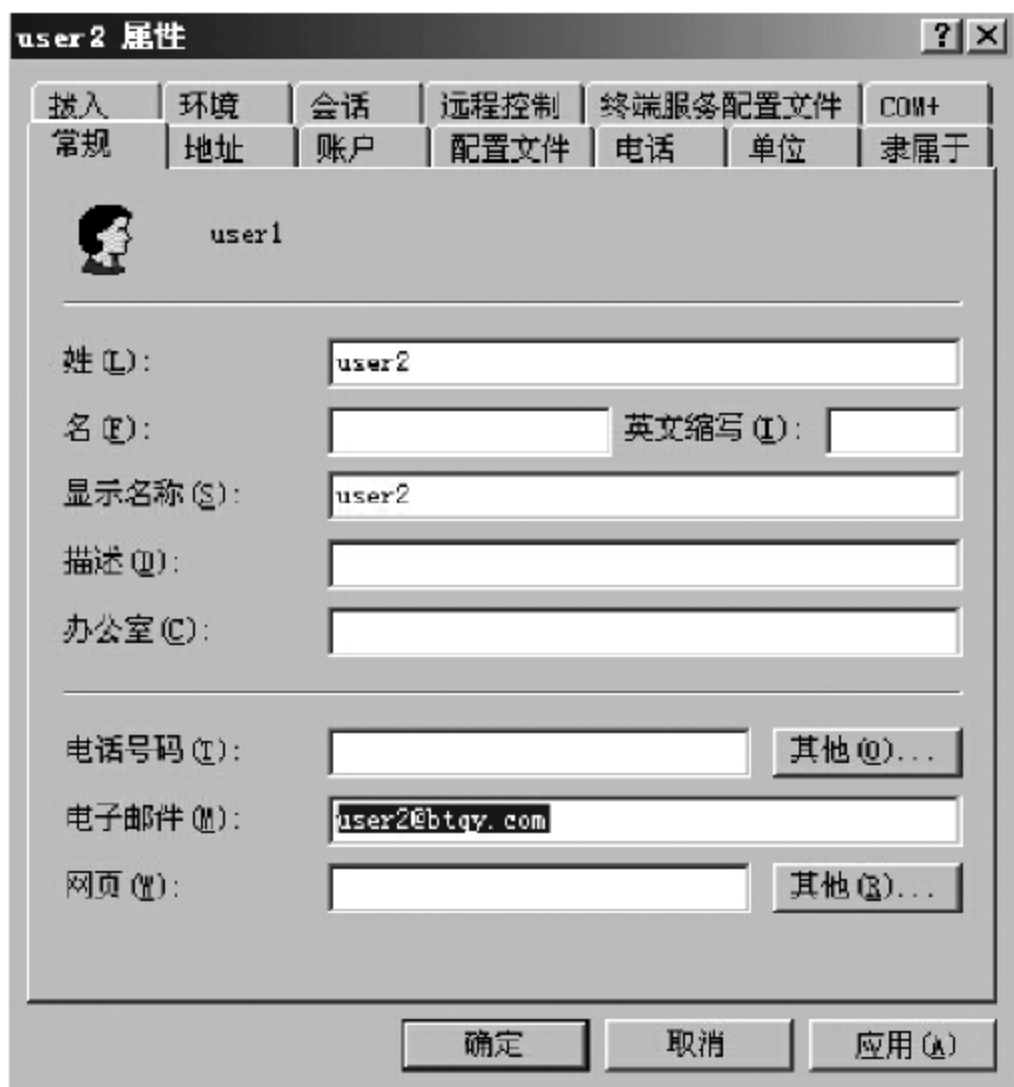 user2 属性
拨入 环境 会话 远程控制 终端服务配置文件 COM+
常规 地址 账户 配置文件 电话 单位 隶属于
user1
姓(L): user2
名(F): 英文缩写(I):
显示名称(S): user2
描述(D):
办公室(C):
电话号码(T): 其他(O)...
电子邮件(M): user2@btqy.com
网页(W): 其他(R)...
确定 取消 应用(A)